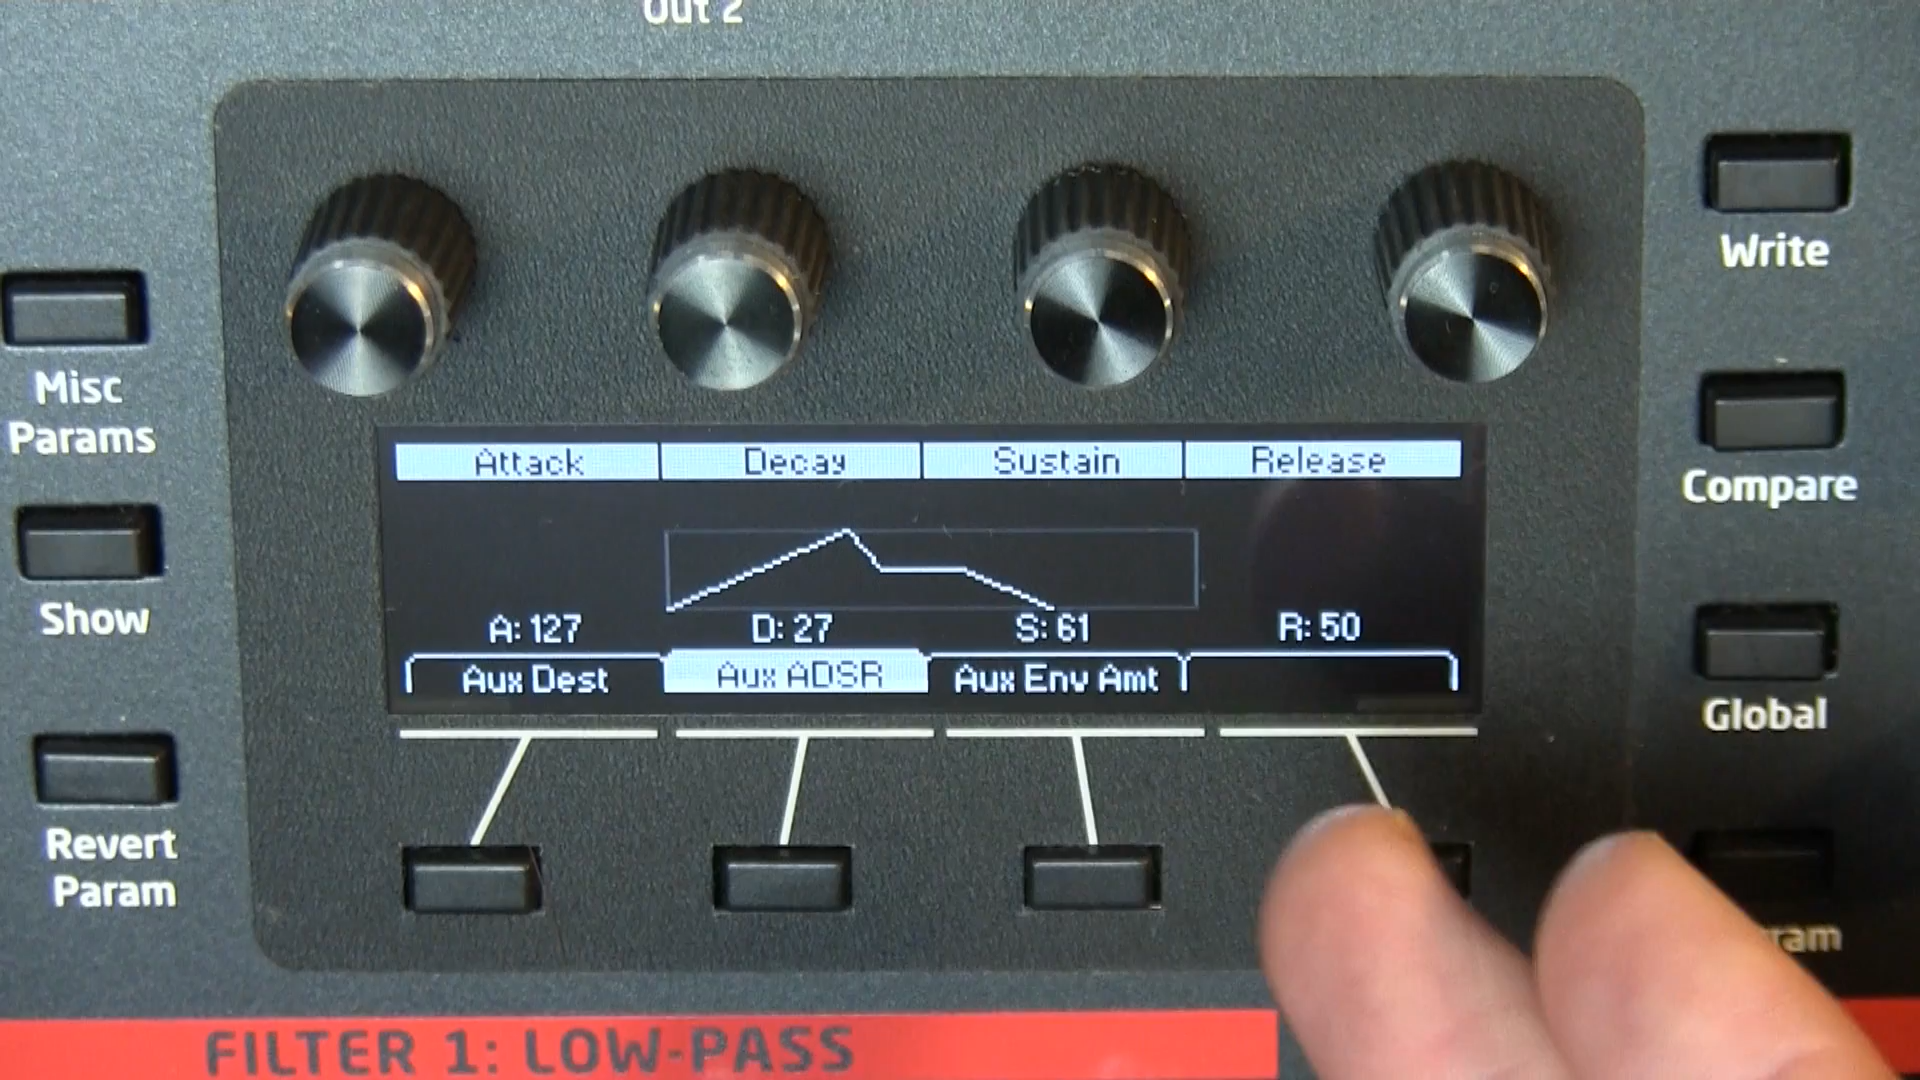 Out 2
Write
Misc
Params
Compare
Attack Decay Sustain Release
A: 127 D: 27 S: 61 R: 50
Aux Dest Aux ADSR Aux Env Amt
Show
Global
Revert
Param
FILTER 1: LOW-PASS